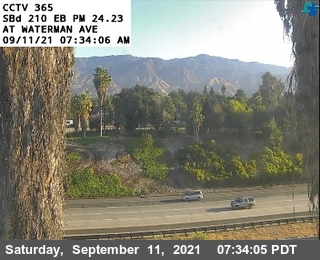 CCTV 365
SBd 210 EB PM 24.23
AT WATERMAN AVE
09/11/21 07:34:06 AM
Saturday, September 11, 2021 07:34:05 PDT